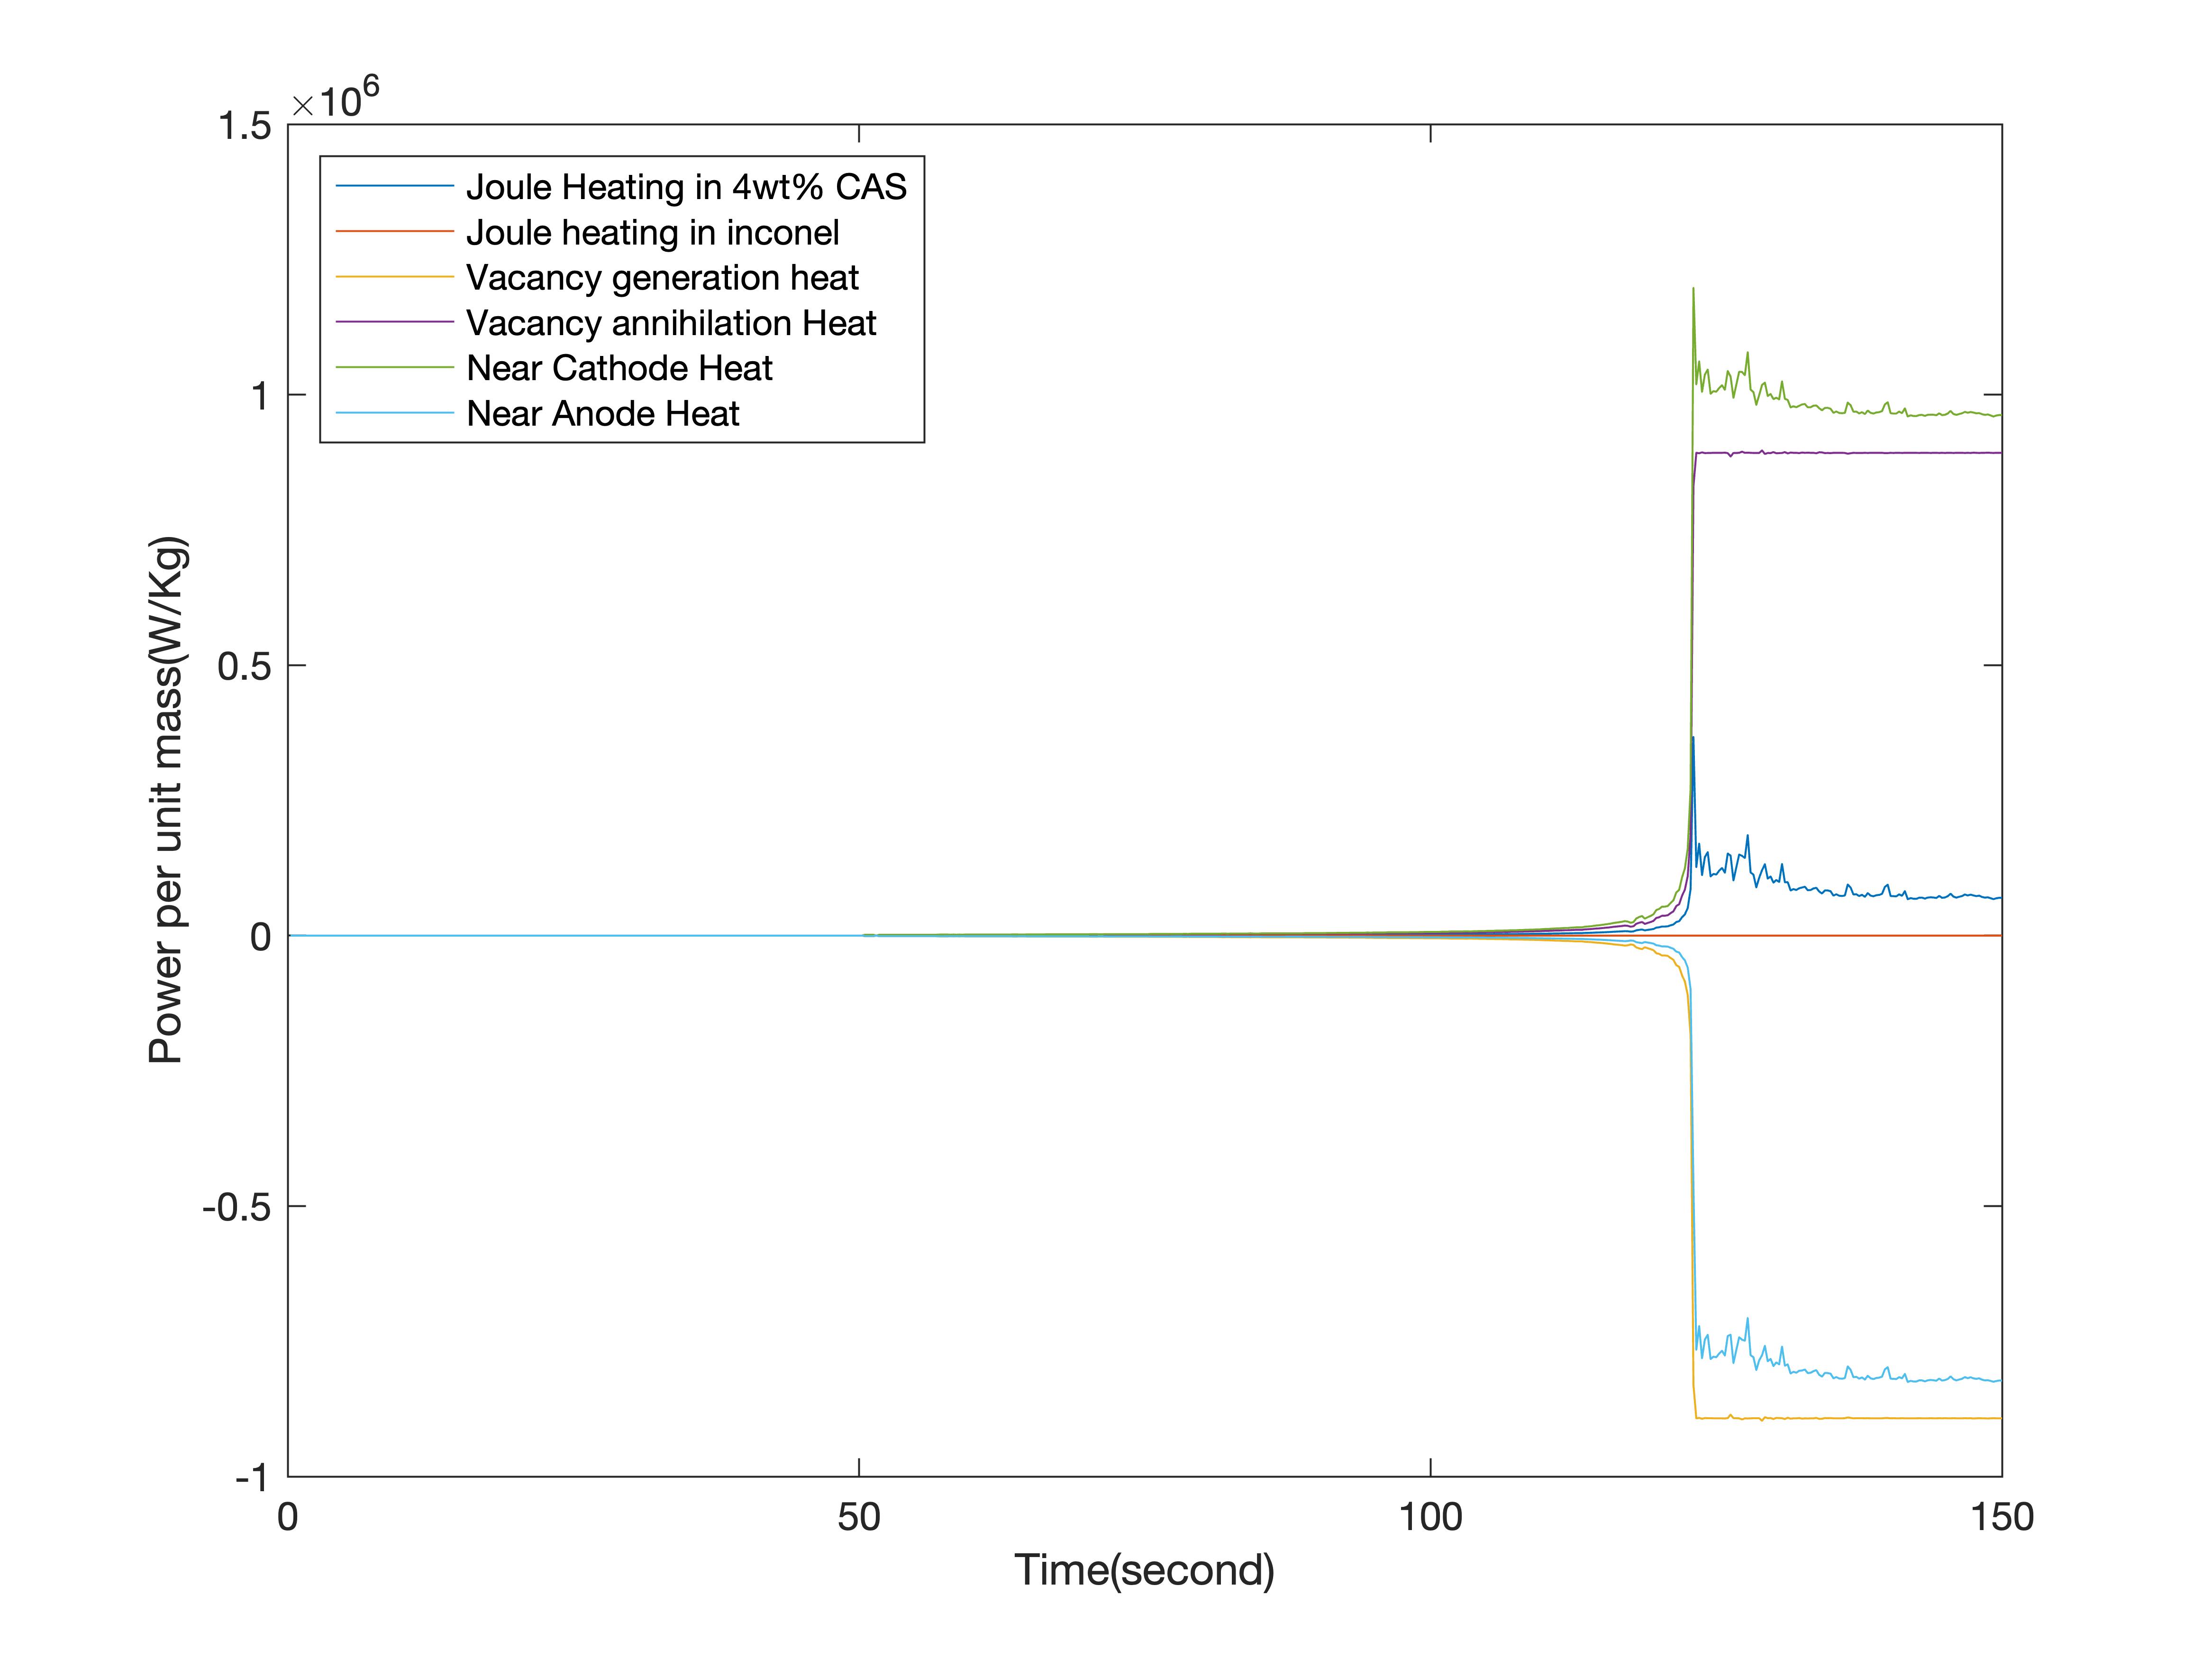 ×10⁶
1.5
1
0.5
0
-0.5
-1
Power per unit mass(W/Kg)
Joule Heating in 4wt% CAS
Joule heating in inconel
Vacancy generation heat
Vacancy annihilation Heat
Near Cathode Heat
Near Anode Heat
0 50 100 150
Time(second)